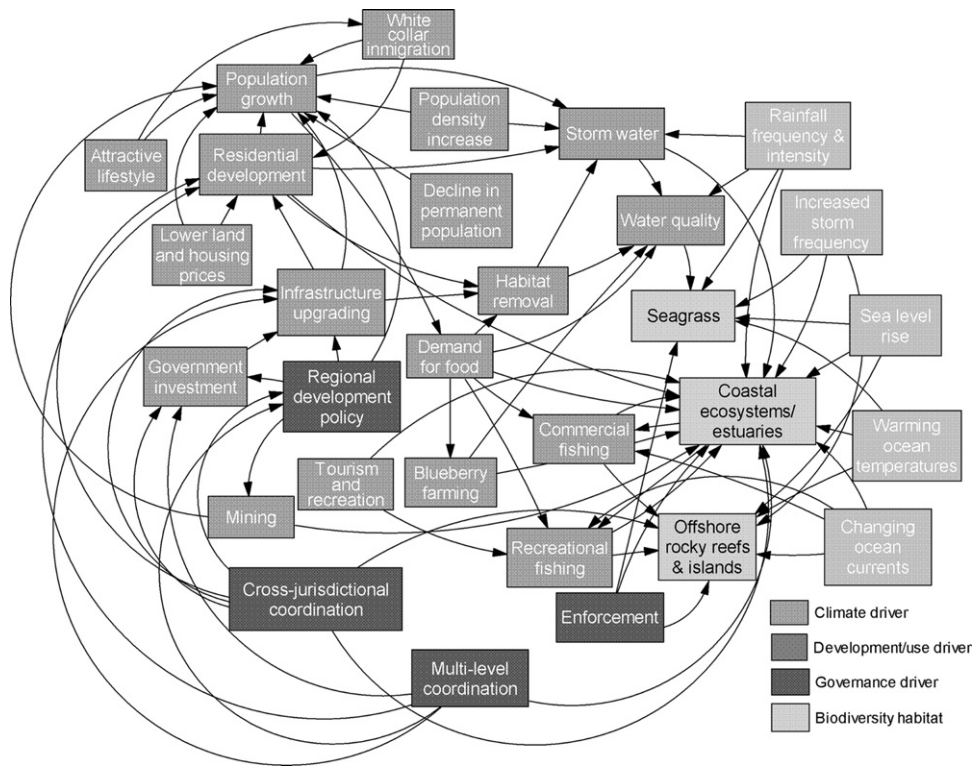 White
collar
inmigration
Population
growth
Population
density
increase
Storm water
Rainfall
frequency &
intensity
Attractive
lifestyle
Residential
development
Decline in
permanent
population
Water quality
Increased
storm
frequency
Lower land
and housing
prices
Infrastructure
upgrading
Habitat
removal
Seagrass
Sea level
rise
Government
investment
Regional
development
policy
Demand
for food
Coastal
ecosystems/
estuaries
Commercial
fishing
Warming
ocean
temperatures
Tourism
and
recreation
Blueberry
farming
Mining
Recreational
fishing
Offshore
rocky reefs
& islands
Changing
ocean
currents
Cross-jurisdictional
coordination
Enforcement
Multi-level
coordination
Climate driver
Development/use driver
Governance driver
Biodiversity habitat